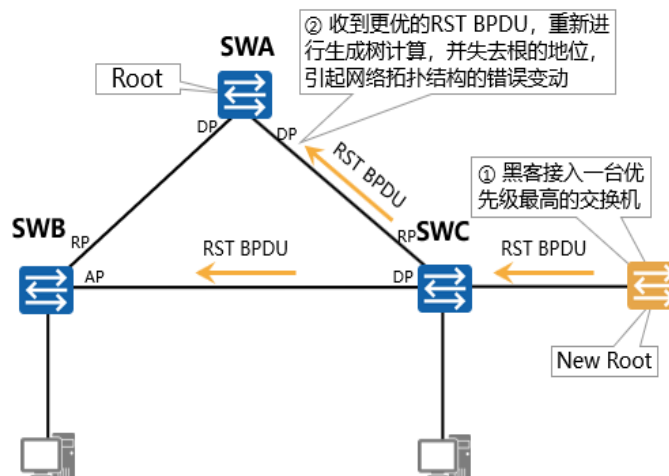 ② 收到更优的RST BPDU，重新进
行生成树计算，并失去根的地位，
引起网络拓扑结构的错误变动
SWA
Root
DP
DP
RST BPDU
① 黑客接入一台优
先级最高的交换机
SWB
RP
RST BPDU
RP
SWC
RST BPDU
AP
DP
New Root